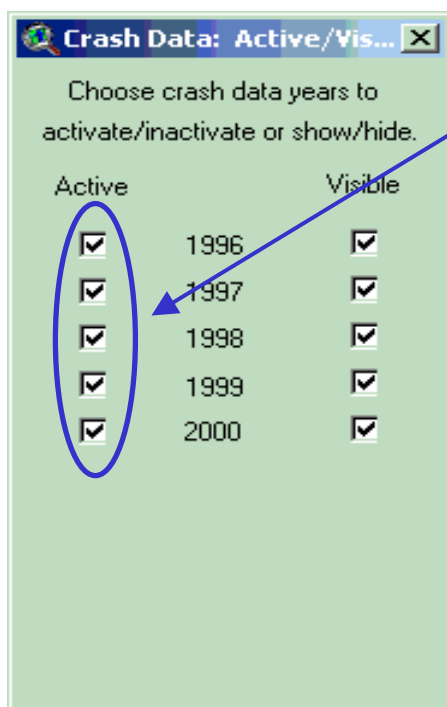 Crash Data: Active/Vis...
Choose crash data years to
activate/inactivate or show/hide.
Active Visible
1996
1997
1998
1999
2000